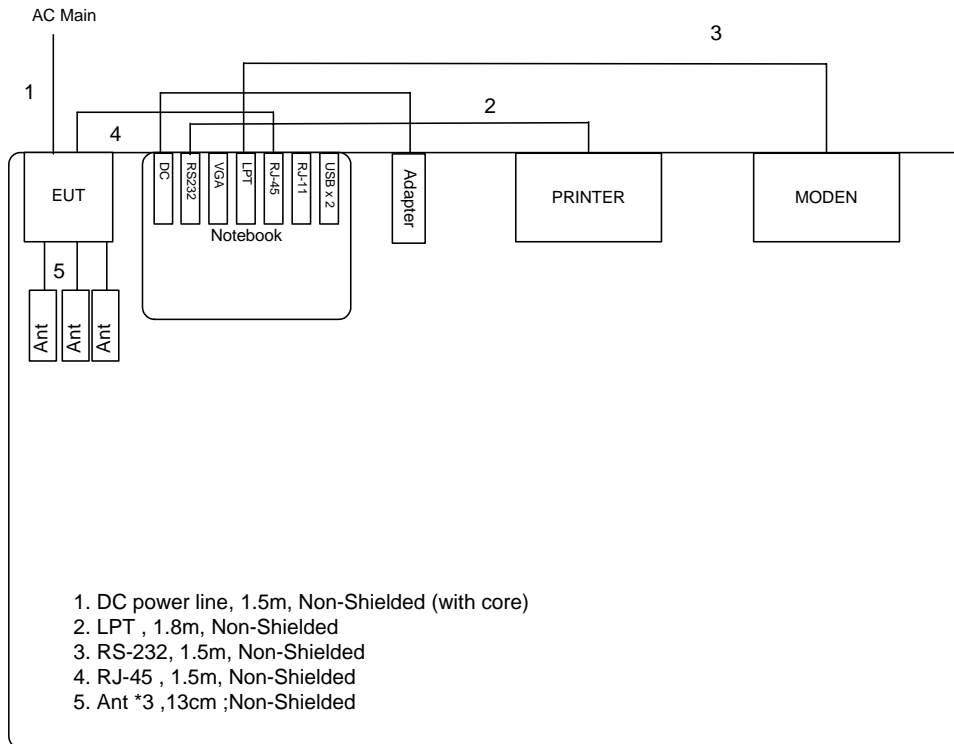 AC Main
3
1
2
4
EUT
DC
RS232
VGA
LPT
RJ-45
RJ-11
USB x 2
Notebook
Adapter
PRINTER
MODEN
5
Ant
Ant
Ant
1. DC power line, 1.5m, Non-Shielded (with core)
2. LPT , 1.8m, Non-Shielded
3. RS-232, 1.5m, Non-Shielded
4. RJ-45 , 1.5m, Non-Shielded
5. Ant *3 ,13cm ;Non-Shielded